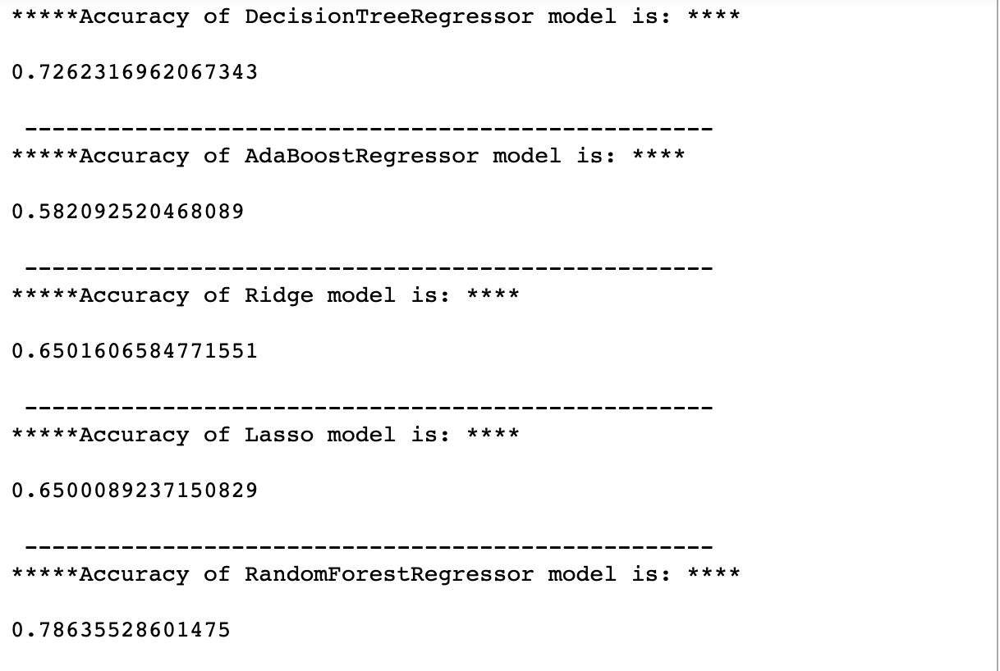 *****Accuracy of DecisionTreeRegressor model is: ****
0.7262316962067343
--------------------------------------------------
*****Accuracy of AdaBoostRegressor model is: ****
0.582092520468089
--------------------------------------------------
*****Accuracy of Ridge model is: ****
0.6501606584771551
--------------------------------------------------
*****Accuracy of Lasso model is: ****
0.6500089237150829
--------------------------------------------------
*****Accuracy of RandomForestRegressor model is: ****
0.78635528601475